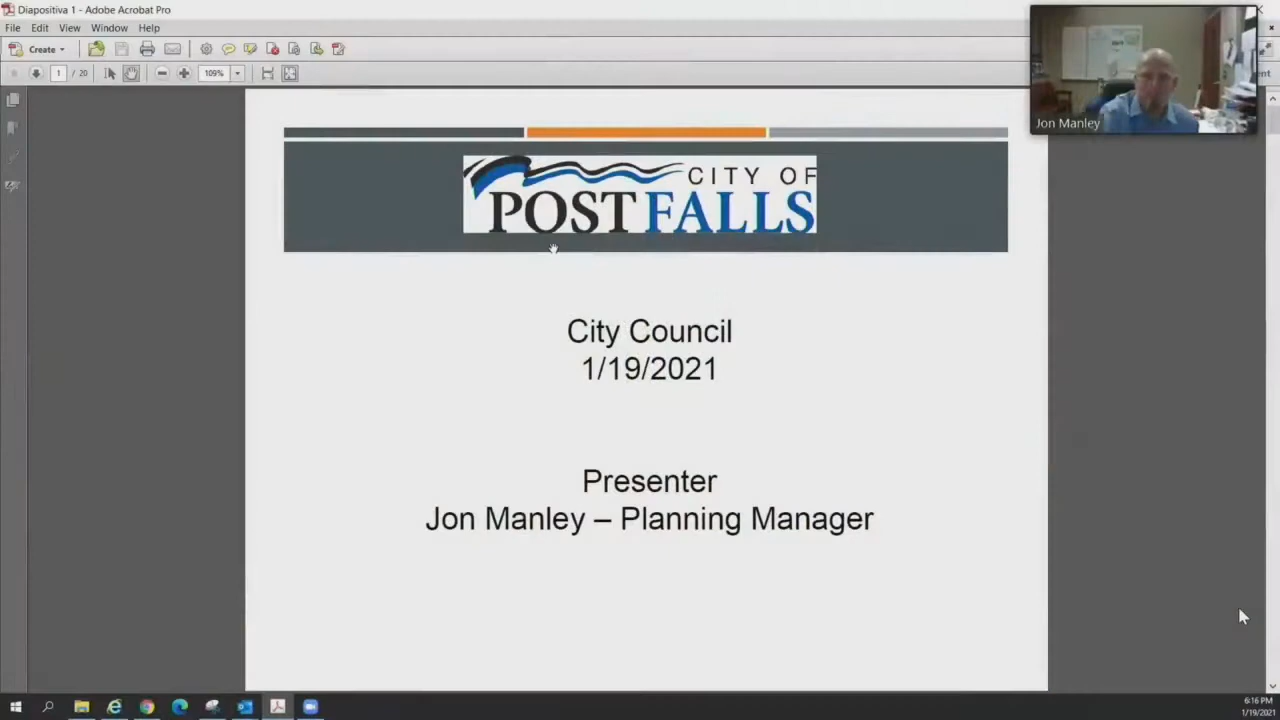 Diapositiva 1 - Adobe Acrobat Pro
File Edit View Window Help
Create
1 / 20
109%
Jon Manley
CITY OF
POST FALLS
City Council
1/19/2021
Presenter
Jon Manley – Planning Manager
6:16 PM
1/19/2021